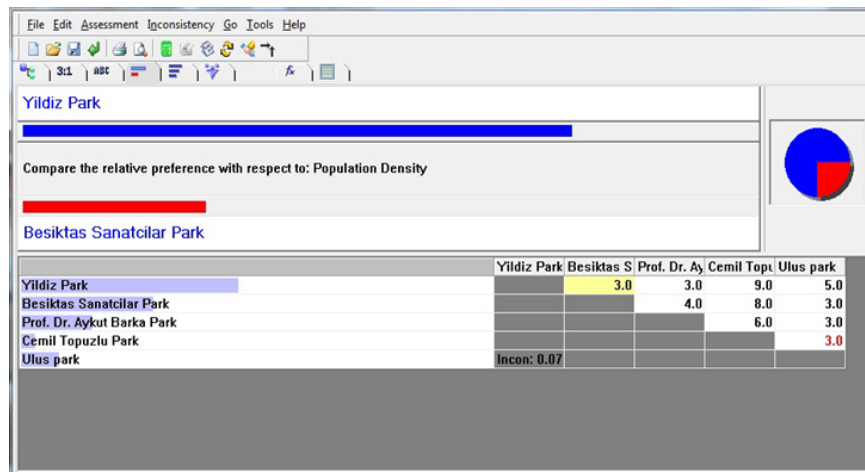 File Edit Assessment Inconsistency Go Tools Help
3:1 ABC fx
Yildiz Park
Compare the relative preference with respect to: Population Density
Besiktas Sanatcilar Park
Yildiz Park Besiktas S Prof. Dr. Ay Cemil Topu Ulus park
Yildiz Park 3.0 3.0 9.0 5.0
Besiktas Sanatcilar Park 4.0 8.0 3.0
Prof. Dr. Aykut Barka Park 6.0 3.0
Cemil Topuzlu Park 3.0
Ulus park Incon: 0.07